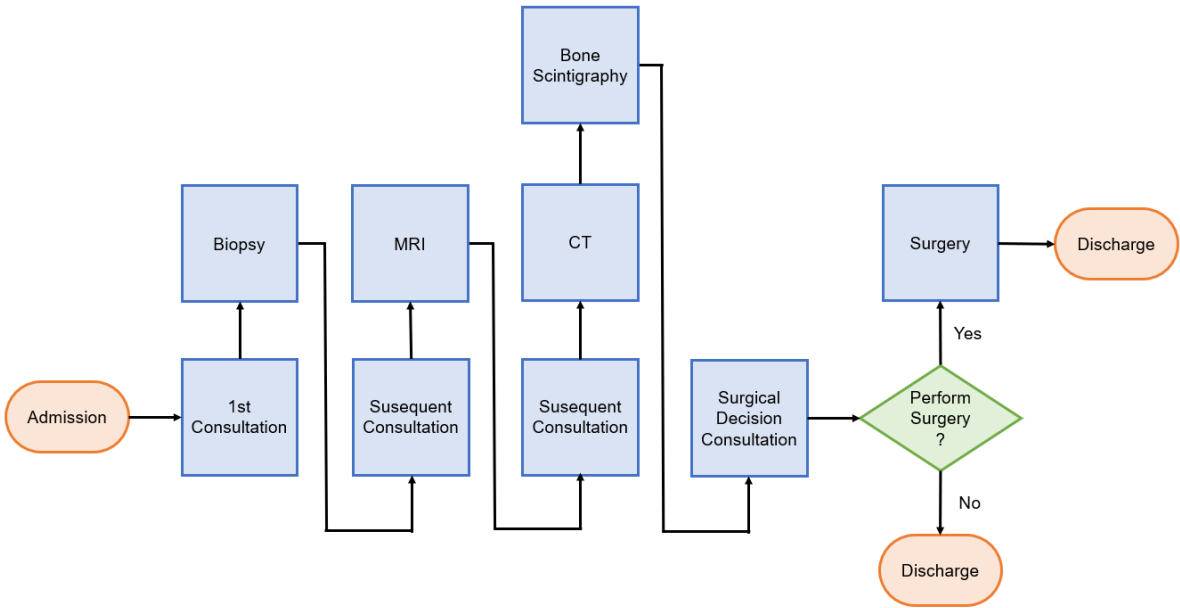 Admission
1st
Consultation
Biopsy
Susequent
Consultation
MRI
Susequent
Consultation
CT
Bone
Scintigraphy
Surgical
Decision
Consultation
Perform
Surgery
?
Yes
Surgery
Discharge
No
Discharge